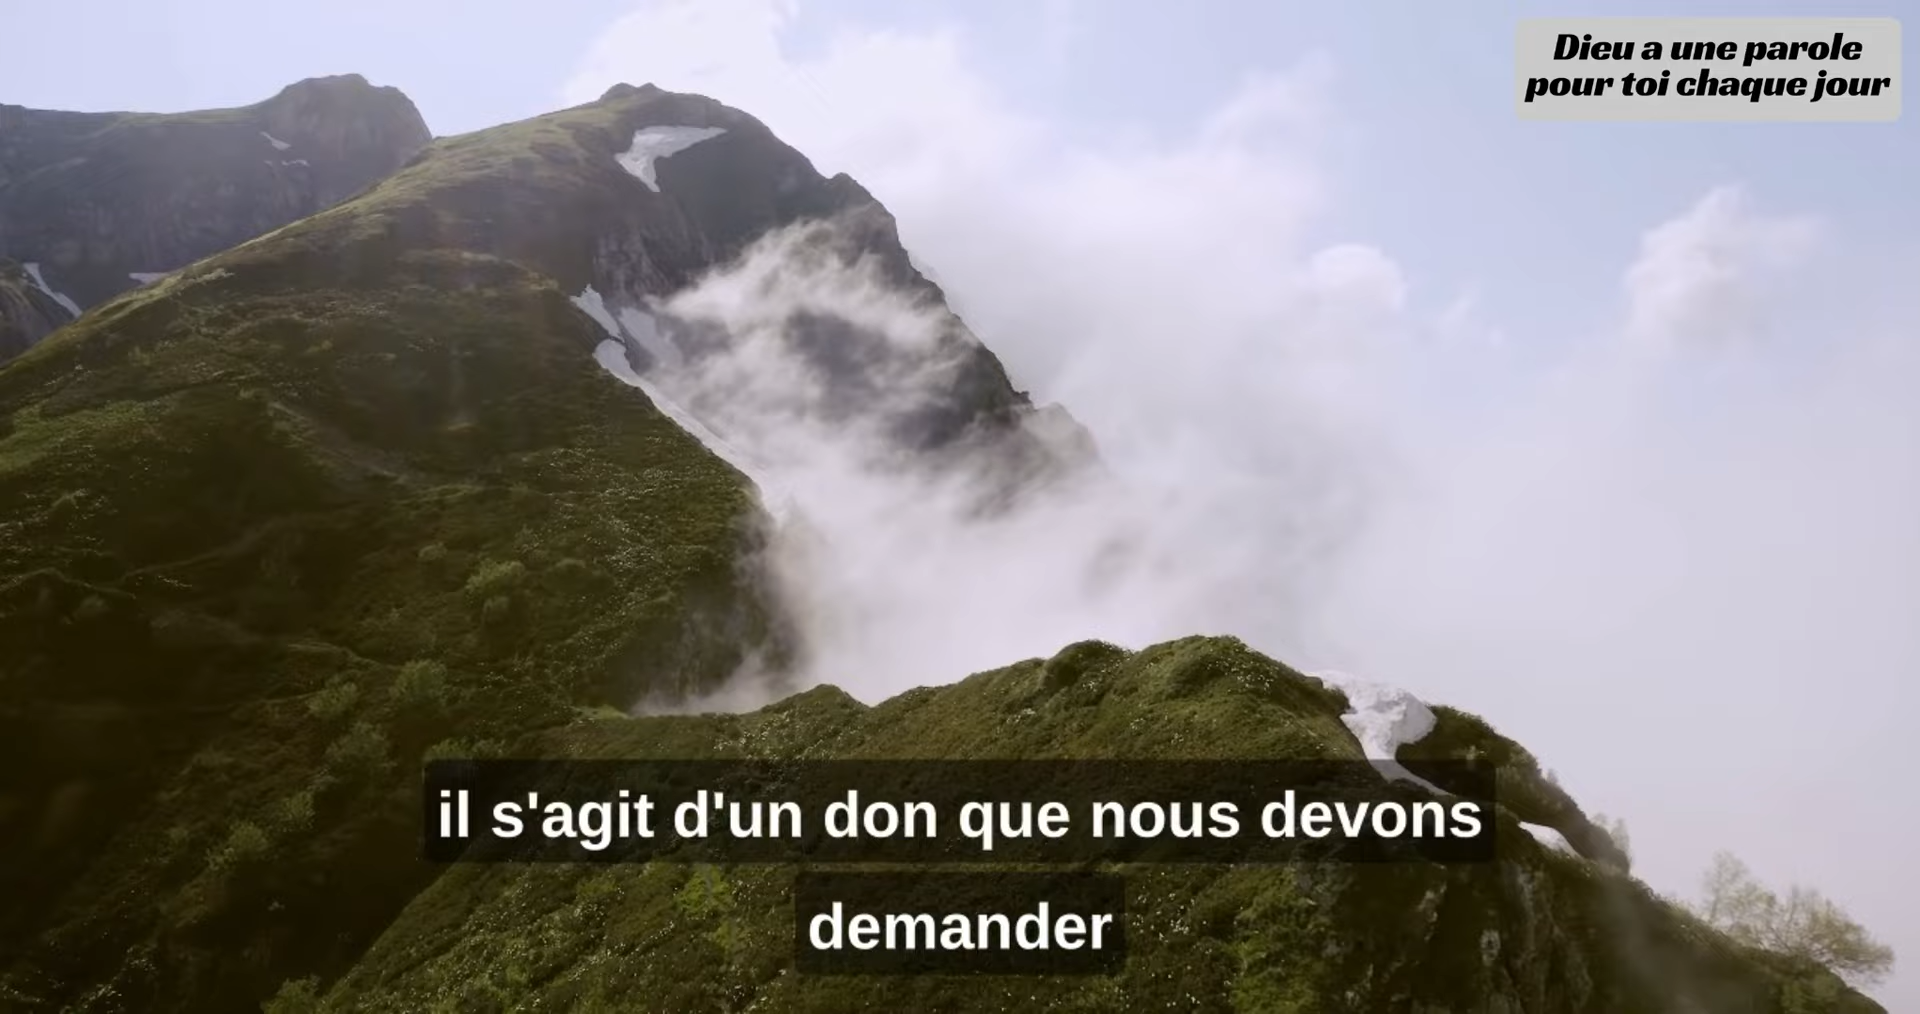 Dieu a une parole
pour toi chaque jour
il s'agit d'un don que nous devons
demander